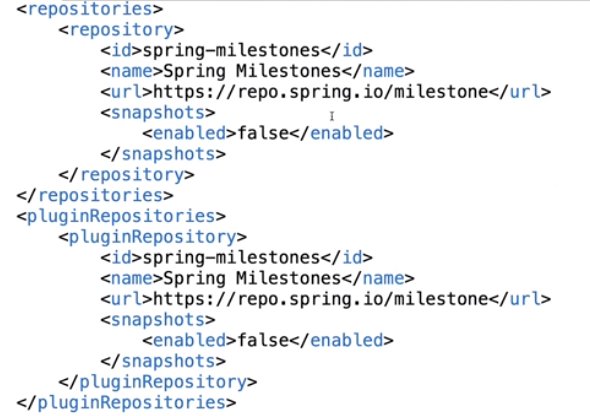 <repositories>
<repository>
<id>spring-milestones</id>
<name>Spring Milestones</name>
<url>https://repo.spring.io/milestone</url>
<snapshots>
<enabled>false</enabled>
</snapshots>
</repository>
</repositories>
<pluginRepositories>
<pluginRepository>
<id>spring-milestones</id>
<name>Spring Milestones</name>
<url>https://repo.spring.io/milestone</url>
<snapshots>
<enabled>false</enabled>
</snapshots>
</pluginRepository>
</pluginRepositories>